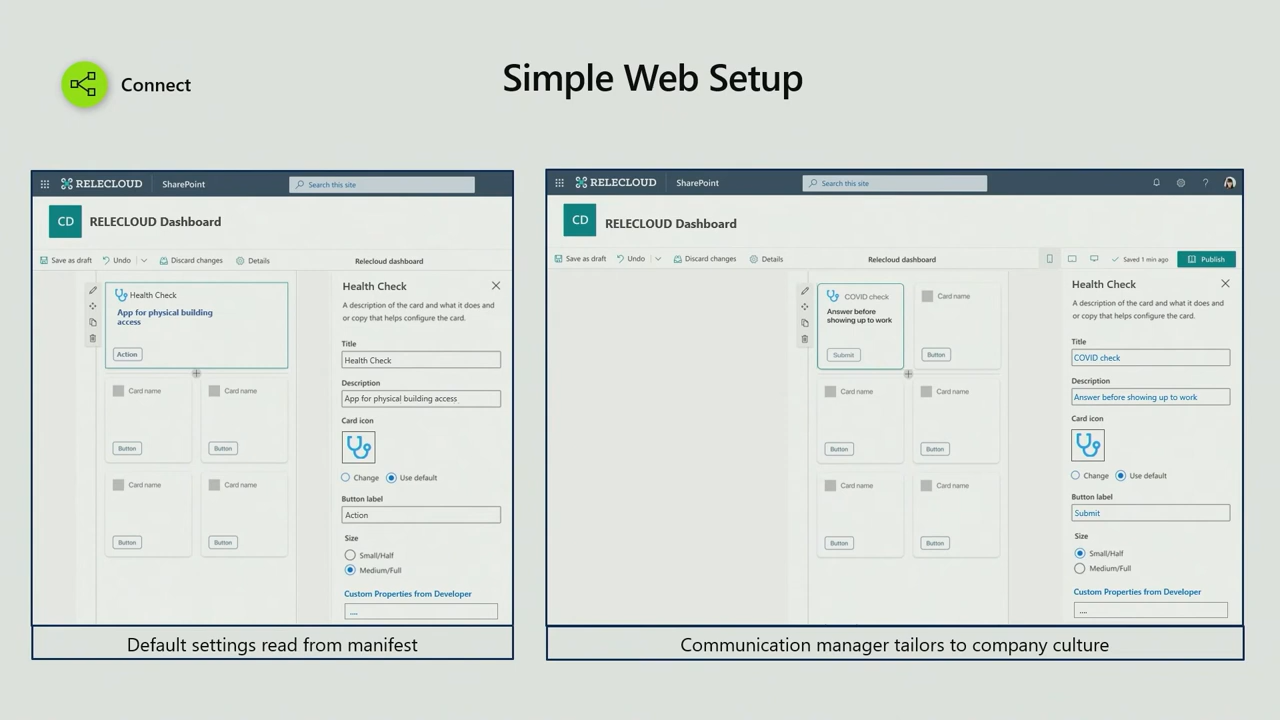 Connect
Simple Web Setup
RELECLOUD
SharePoint
Search this site
CD
RELECLOUD Dashboard
Save as draft
Undo
Discard changes
Details
Relecloud dashboard
Health Check
App for physical building
access
Action
Card name
Card name
Button
Button
Card name
Card name
Button
Button
Health Check
A description of the card and what it does and
or copy that helps configure the card.
Title
Health Check
Description
App for physical building access
Card icon
Change
Use default
Button label
Action
Size
Small/Half
Medium/Full
Custom Properties from Developer
....
Default settings read from manifest
RELECLOUD
SharePoint
Search this site
?
CD
RELECLOUD Dashboard
Save as draft
Undo
Discard changes
Details
Relecloud dashboard
Saved 1 min ago
Publish
COVID check
Answer before
showing up to work
Submit
Card name
Button
Card name
Card name
Button
Button
Card name
Card name
Button
Button
Health Check
A description of the card and what it does and
or copy that helps configure the card.
Title
COVID check
Description
Answer before showing up to work
Card icon
Change
Use default
Button label
Submit
Size
Small/Half
Medium/Full
Custom Properties from Developer
....
Communication manager tailors to company culture